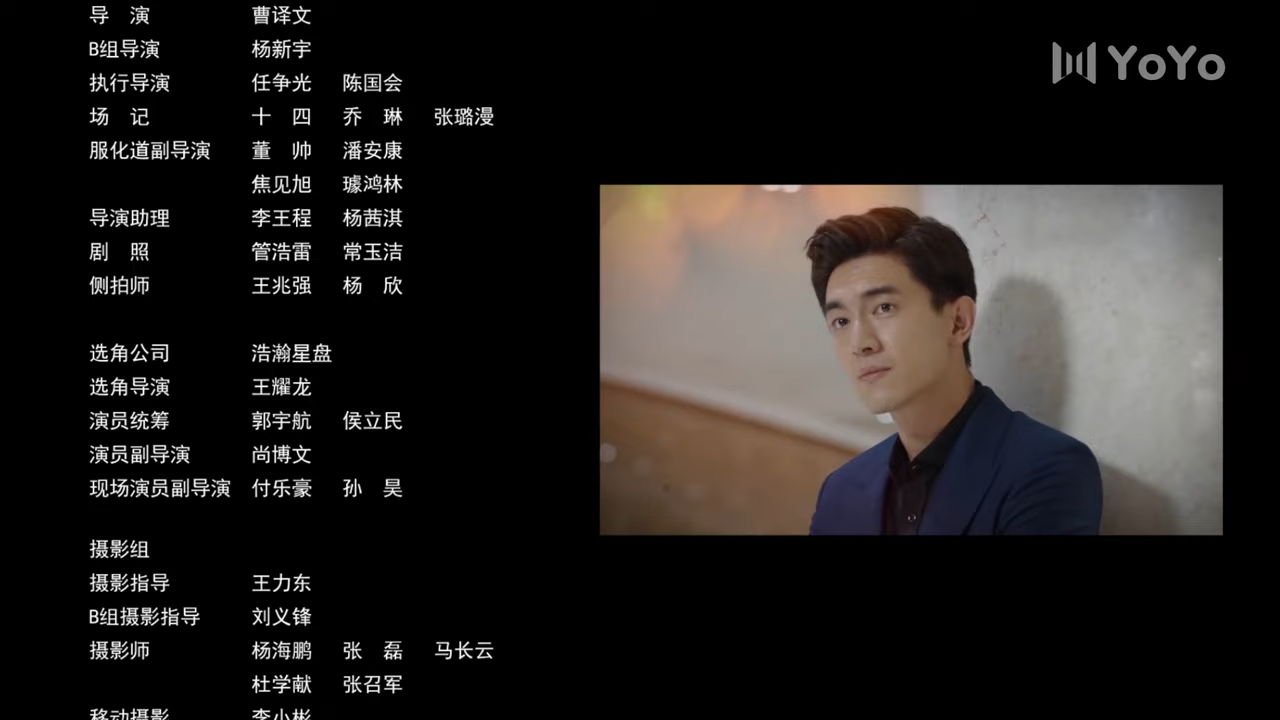 导　演　曹译文
B组导演　杨新宇
执行导演　任争光　陈国会
场　记　十　四　乔　琳　张璐漫
服化道副导演　董　帅　潘安康
焦见旭　璩鸿林
导演助理　李王程　杨茜淇
剧　照　管浩雷　常玉洁
侧拍师　王兆强　杨　欣
选角公司　浩瀚星盘
选角导演　王耀龙
演员统筹　郭宇航　侯立民
演员副导演　尚博文
现场演员副导演　付乐豪　孙　昊
摄影组
摄影指导　王力东
B组摄影指导　刘义锋
摄影师　杨海鹏　张　磊　马长云
杜学献　张召军
移动摄影　李小彬
YoYo